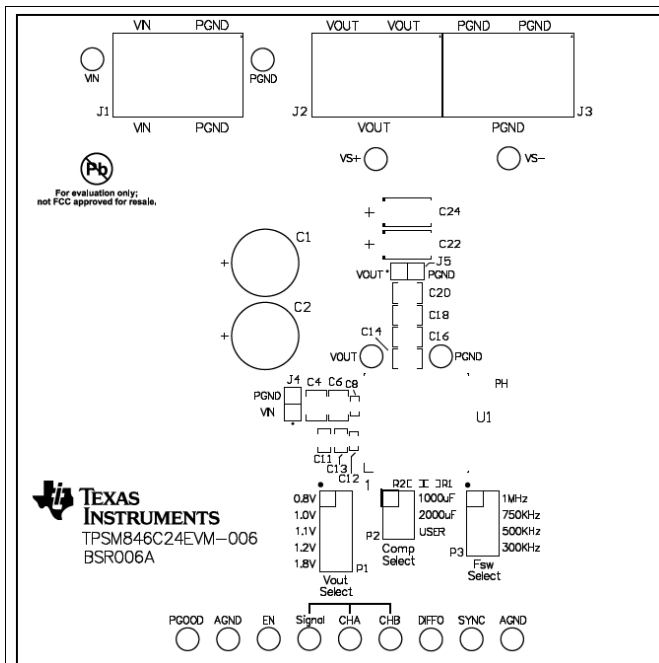 VIN PGND VOUT VOUT PGND PGND
VIN PGND
J1 J2 J3
VIN PGND VOUT PGND
VS+ VS-
Pb
For evaluation only;
not FCC approved for resale.
C1
+
C2
+
+ C24
+ C22
J5
VOUT PGND
C20
C18
C14 C16
VOUT PGND
J4 C4 C6 C8
PGND
VIN
PH
U1
C11
C13
C12
1
R2 R1
TEXAS
INSTRUMENTS
TPSM846C24EVM-006
BSR006A
0.8V
1.0V
1.1V
1.2V
1.8V
P1
Vout
Select
1000uF
2000uF
USER
P2
Comp
Select
1MHz
750KHz
500KHz
300KHz
P3
Fsw
Select
PGOOD AGND EN Signal CHA CHB DIFFO SYNC AGND